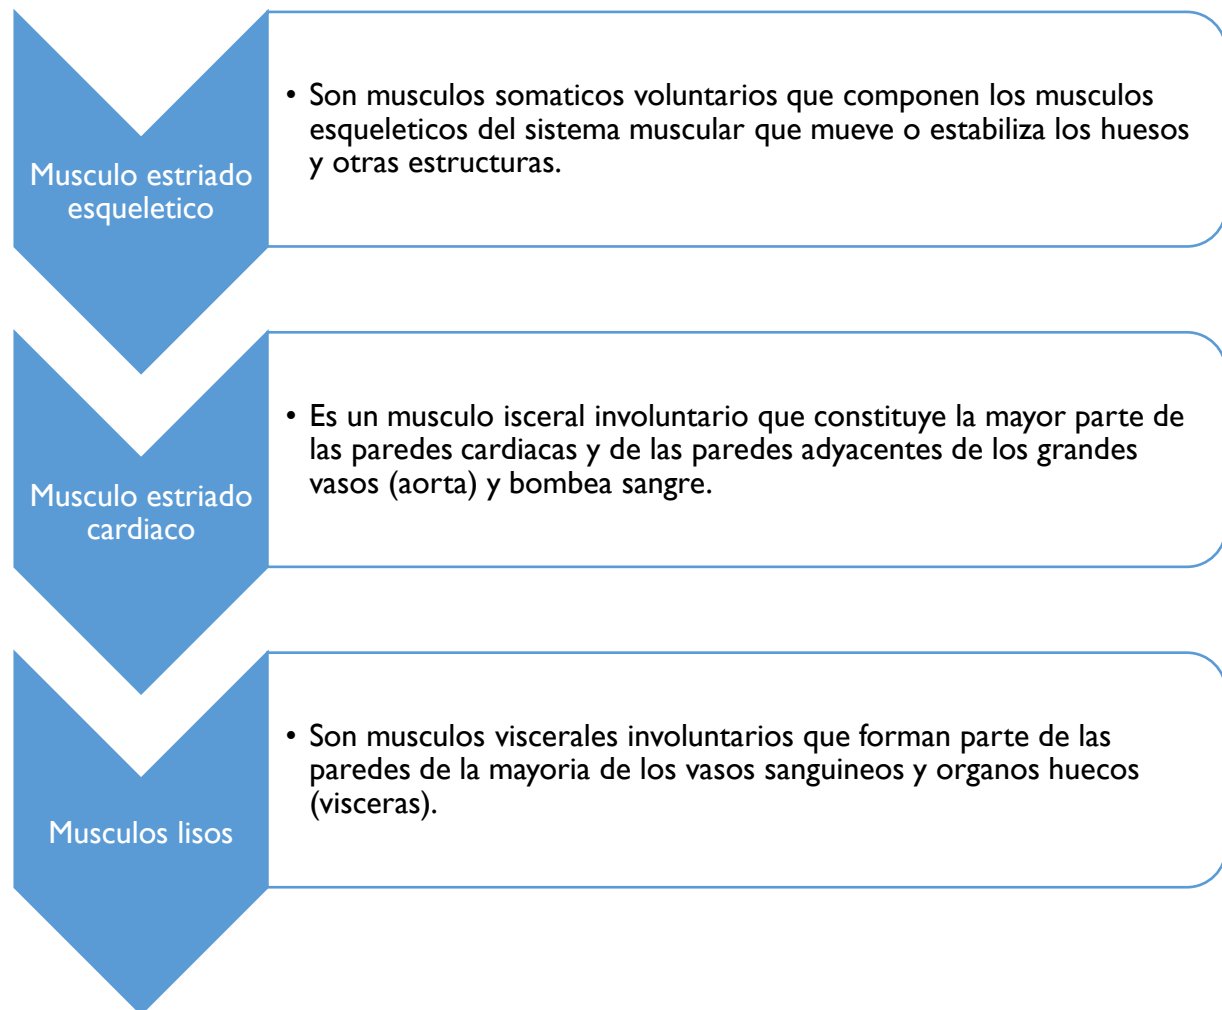 Musculo estriado
esqueletico
• Son musculos somaticos voluntarios que componen los musculos
esqueleticos del sistema muscular que mueve o estabiliza los huesos
y otras estructuras.
Musculo estriado
cardiaco
• Es un musculo isceral involuntario que constituye la mayor parte de
las paredes cardiacas y de las paredes adyacentes de los grandes
vasos (aorta) y bombea sangre.
Musculos lisos
• Son musculos viscerales involuntarios que forman parte de las
paredes de la mayoria de los vasos sanguineos y organos huecos
(visceras).